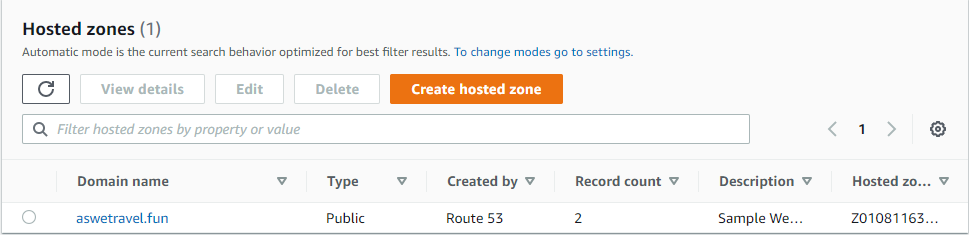 Hosted zones (1)
Automatic mode is the current search behavior optimized for best filter results. To change modes go to settings.
View details Edit Delete Create hosted zone
Filter hosted zones by property or value 1
Domain name Type Created by Record count Description Hosted zo...
aswetravel.fun Public Route 53 2 Sample We... Z01081163...